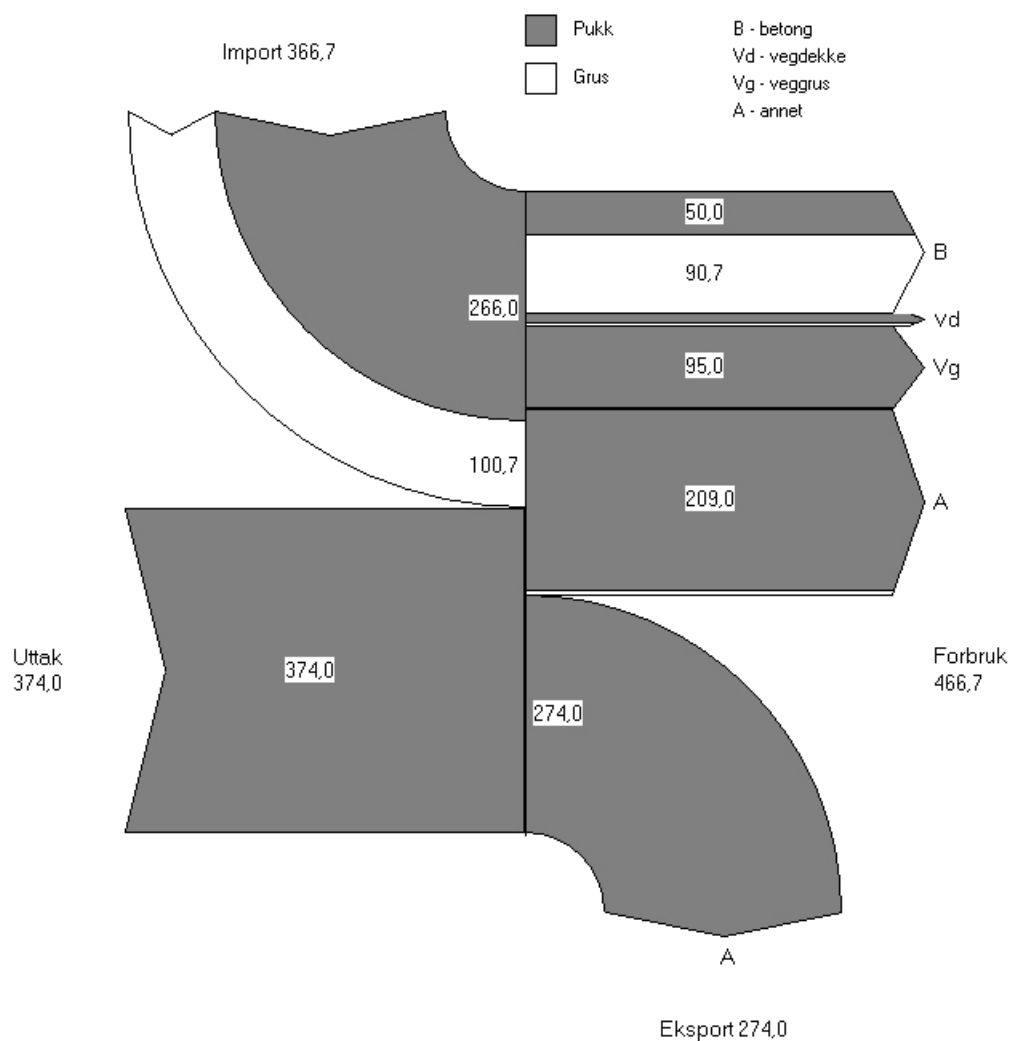 Import 366,7
Pukk
Grus
B - betong
Vd - vegdekke
Vg - veggrus
A - annet
50,0
B
90,7
266,0
Vd
95,0
Vg
100,7
209,0
A
Uttak
374,0
374,0
274,0
Forbruk
466,7
A
Eksport 274,0